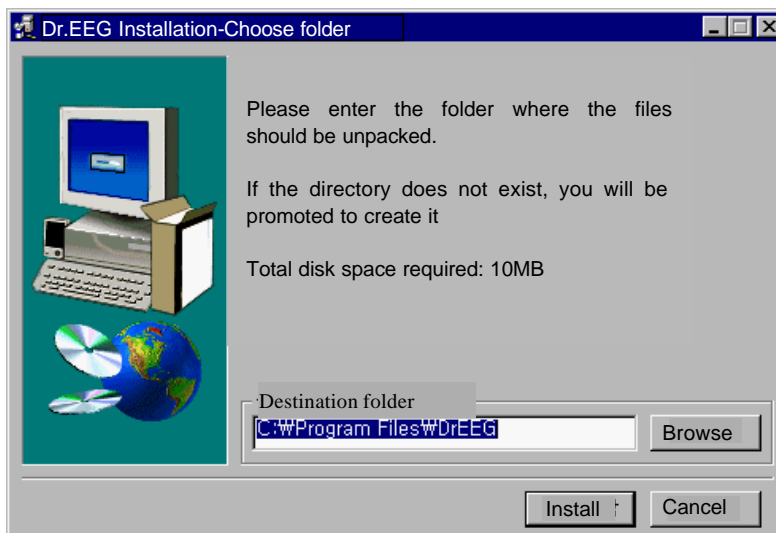 Dr.EEG Installation-Choose folder
Please enter the folder where the files
should be unpacked.
If the directory does not exist, you will be
promoted to create it
Total disk space required: 10MB
Destination folder
C:₩Program Files₩DrEEG
Browse
Install
Cancel